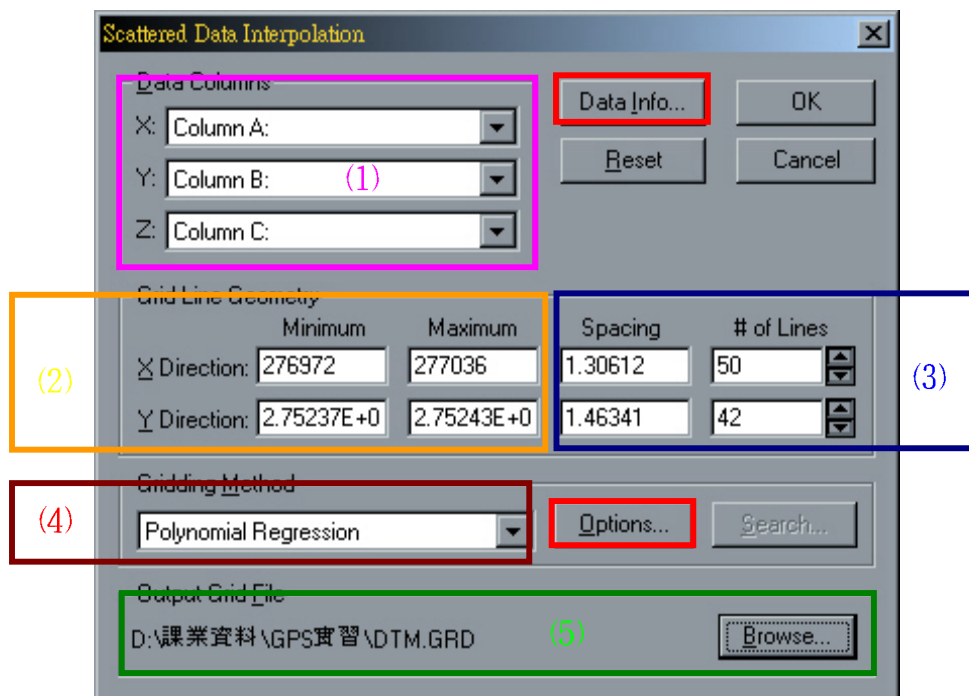 Scattered Data Interpolation
Data Columns
X: Column A:
Y: Column B:
Z: Column C:
(1)
Data Info...
OK
Reset
Cancel
Grid Line Geometry
Minimum Maximum Spacing # of Lines
X Direction: 276972 277036 1.30612 50
Y Direction: 2.75237E+0 2.75243E+0 1.46341 42
(2)
(3)
Gridding Method
(4)
Polynomial Regression
Options...
Search...
Output Grid File
D:\課業資料\GPS實習\DTM.GRD
(5)
Browse...